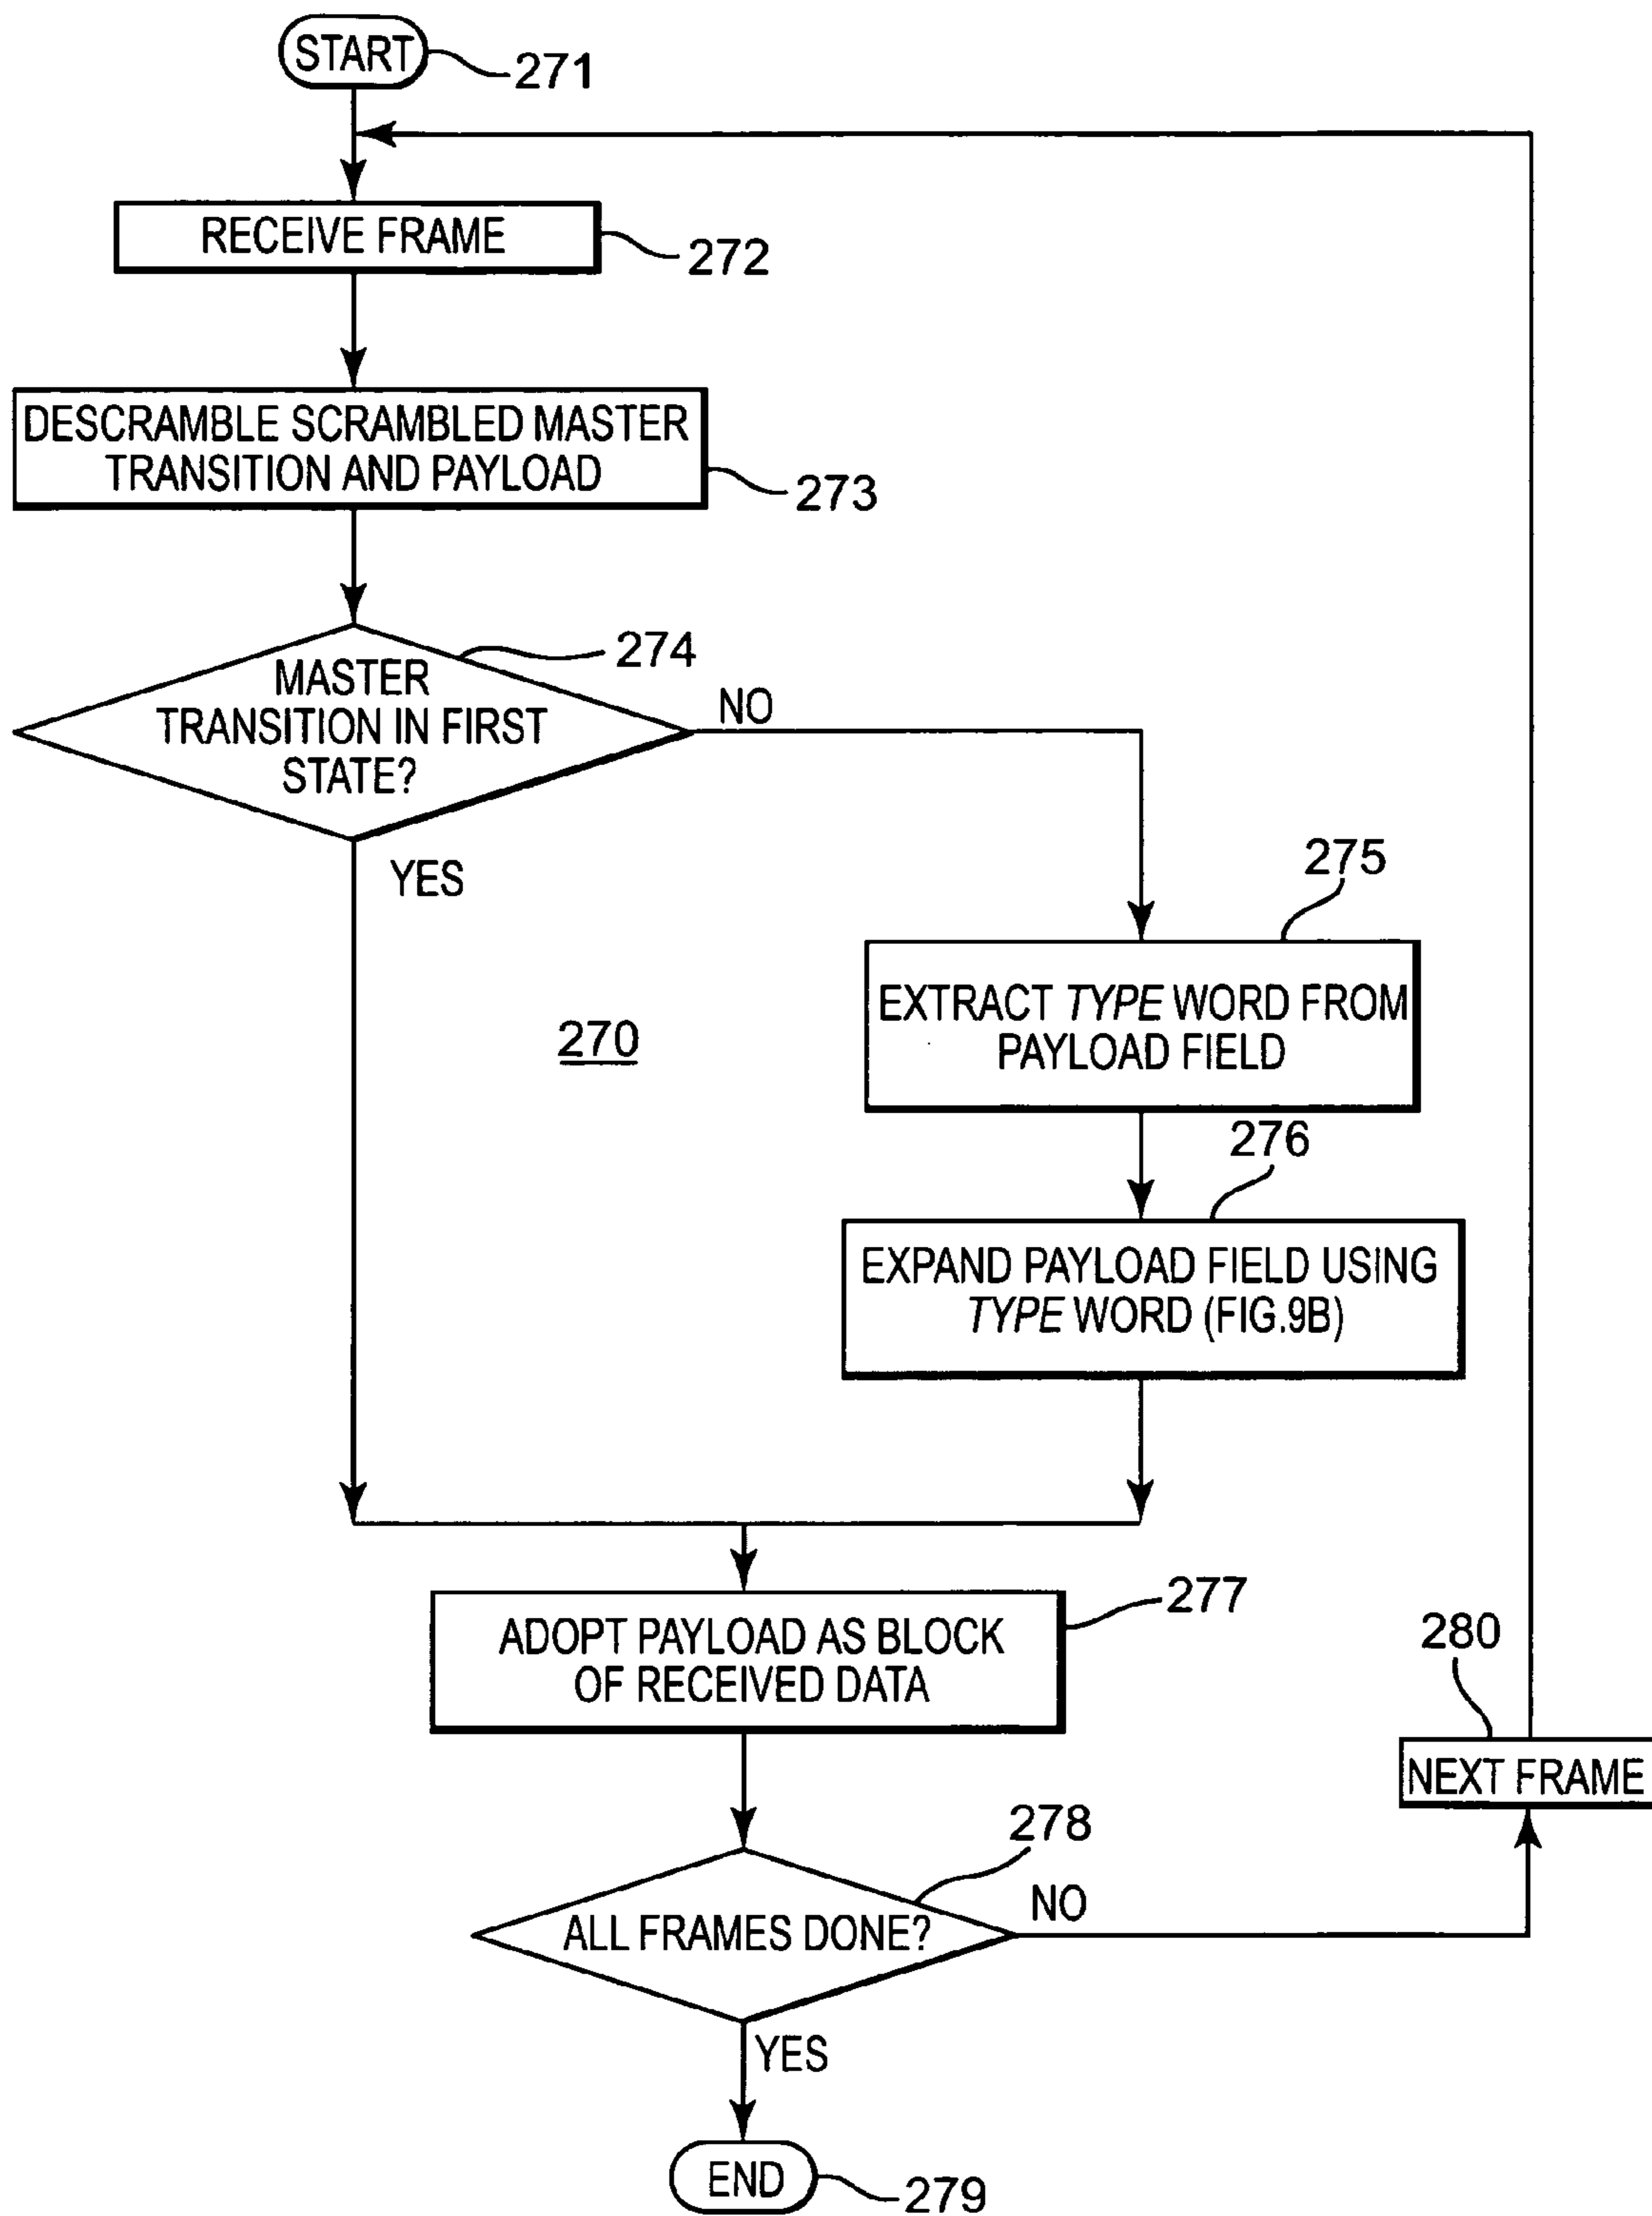 START
271
RECEIVE FRAME
272
DESCRAMBLE SCRAMBLED MASTER
TRANSITION AND PAYLOAD
273
274
MASTER
TRANSITION IN FIRST
STATE?
NO
YES
275
EXTRACT TYPE WORD FROM
PAYLOAD FIELD
270
276
EXPAND PAYLOAD FIELD USING
TYPE WORD (FIG.9B)
277
ADOPT PAYLOAD AS BLOCK
OF RECEIVED DATA
280
NEXT FRAME
278
ALL FRAMES DONE?
NO
YES
END
279